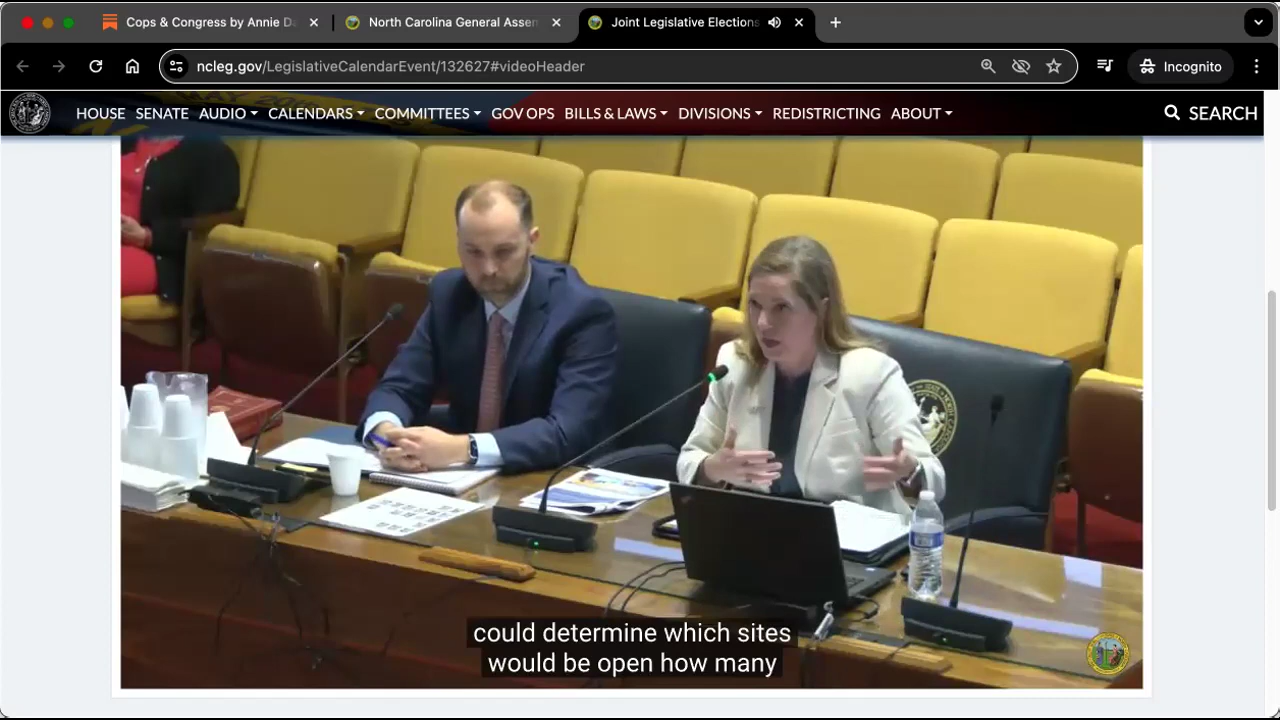 Cops & Congress by Annie D
North Carolina General Assem
Joint Legislative Elections
ncleg.gov/LegislativeCalendarEvent/132627#videoHeader
Incognito
HOUSE SENATE AUDIO CALENDARS COMMITTEES GOV OPS BILLS & LAWS DIVISIONS REDISTRICTING ABOUT SEARCH
could determine which sites
would be open how many